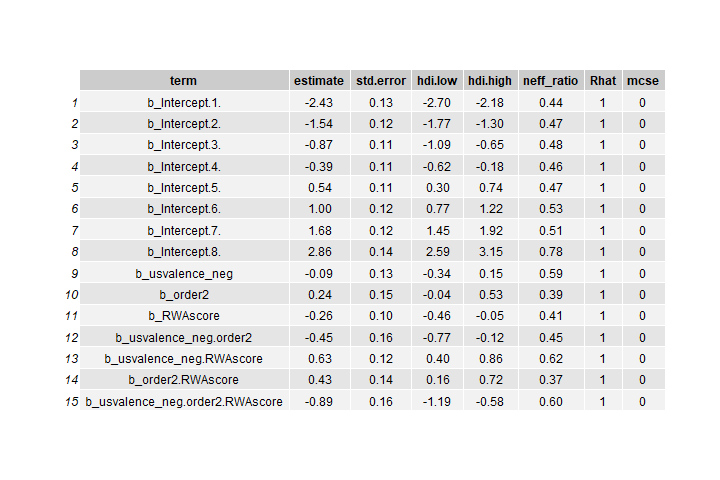 term estimate std.error hdi.low hdi.high neff_ratio Rhat mcse
1 b_Intercept.1. -2.43 0.13 -2.70 -2.18 0.44 1 0
2 b_Intercept.2. -1.54 0.12 -1.77 -1.30 0.47 1 0
3 b_Intercept.3. -0.87 0.11 -1.09 -0.65 0.48 1 0
4 b_Intercept.4. -0.39 0.11 -0.62 -0.18 0.46 1 0
5 b_Intercept.5. 0.54 0.11 0.30 0.74 0.47 1 0
6 b_Intercept.6. 1.00 0.12 0.77 1.22 0.53 1 0
7 b_Intercept.7. 1.68 0.12 1.45 1.92 0.51 1 0
8 b_Intercept.8. 2.86 0.14 2.59 3.15 0.78 1 0
9 b_usvalence_neg -0.09 0.13 -0.34 0.15 0.59 1 0
10 b_order2 0.24 0.15 -0.04 0.53 0.39 1 0
11 b_RWAscore -0.26 0.10 -0.46 -0.05 0.41 1 0
12 b_usvalence_neg.order2 -0.45 0.16 -0.77 -0.12 0.45 1 0
13 b_usvalence_neg.RWAscore 0.63 0.12 0.40 0.86 0.62 1 0
14 b_order2.RWAscore 0.43 0.14 0.16 0.72 0.37 1 0
15 b_usvalence_neg.order2.RWAscore -0.89 0.16 -1.19 -0.58 0.60 1 0